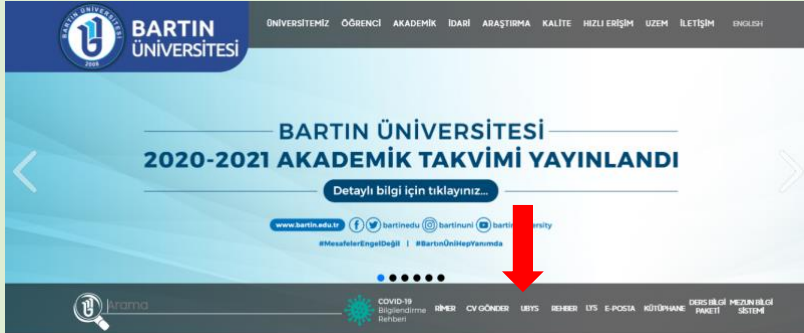 BARTIN
ÜNİVERSİTESİ
2008
ÜNİVERSİTEMİZ ÖĞRENCİ AKADEMİK İDARİ ARAŞTIRMA KALİTE HIZLI ERİŞİM UZEM İLETİŞİM ENGLISH
BARTIN ÜNİVERSİTESİ
2020-2021 AKADEMİK TAKVİMİ YAYINLANDI
Detaylı bilgi için tıklayınız...
www.bartin.edu.tr bartinedu bartinuni
#MesafelerEngelDeğil | #BartınÜniHepYanımda
Arama
COVID-19
Bilgilendirme
Rehberi
RİMER CV GÖNDER UBYS REHBER LYS E-POSTA KÜTÜPHANE
DERS BİLGİ
PAKETİ
MEZUN BİLGİ
SİSTEMİ